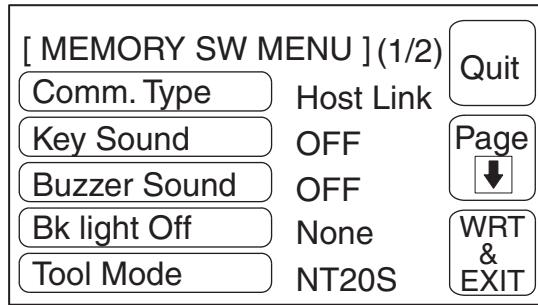 [ MEMORY SW MENU ] (1/2)
Quit
Comm. Type Host Link
Key Sound OFF
Page
Buzzer Sound OFF
Bk light Off None
WRT
&
EXIT
Tool Mode NT20S